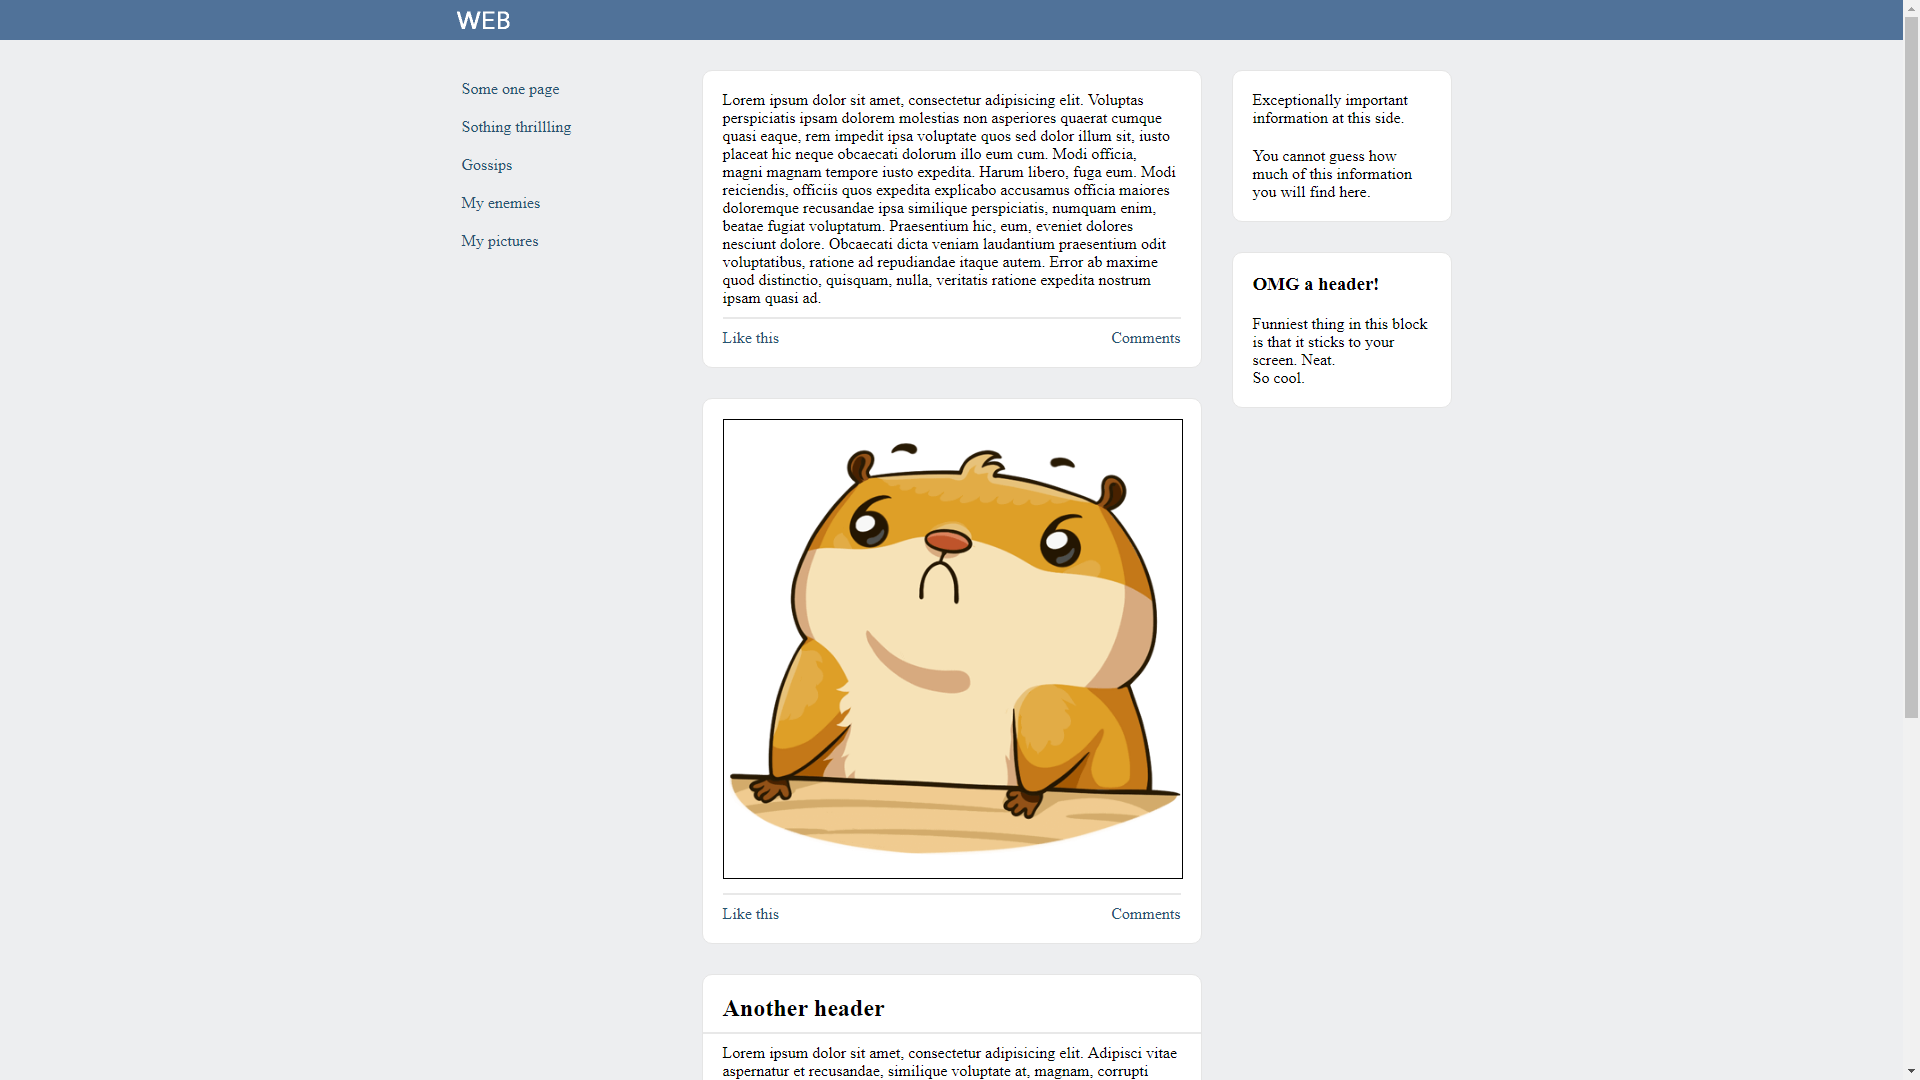 WEB
Some one page
Sothing thrillling
Gossips
My enemies
My pictures
Lorem ipsum dolor sit amet, consectetur adipisicing elit. Voluptas
perspiciatis ipsam dolorem molestias non asperiores quaerat cumque
quasi eaque, rem impedit ipsa voluptate quos sed dolor illum sit, iusto
placeat hic neque obcaecati dolorum illo eum cum. Modi officia,
magni magnam tempore iusto expedita. Harum libero, fuga eum. Modi
reiciendis, officiis quos expedita explicabo accusamus officia maiores
doloremque recusandae ipsa similique perspiciatis, numquam enim,
beatae fugiat voluptatum. Praesentium hic, eum, eveniet dolores
nesciunt dolore. Obcaecati dicta veniam laudantium praesentium odit
voluptatibus, ratione ad repudiandae itaque autem. Error ab maxime
quod distinctio, quisquam, nulla, veritatis ratione expedita nostrum
ipsam quasi ad.
Like this
Comments
Like this
Comments
Another header
Lorem ipsum dolor sit amet, consectetur adipisicing elit. Adipisci vitae
aspernatur et recusandae, similique voluptate at, magnam, corrupti
Exceptionally important
information at this side.
You cannot guess how
much of this information
you will find here.
OMG a header!
Funniest thing in this block
is that it sticks to your
screen. Neat.
So cool.